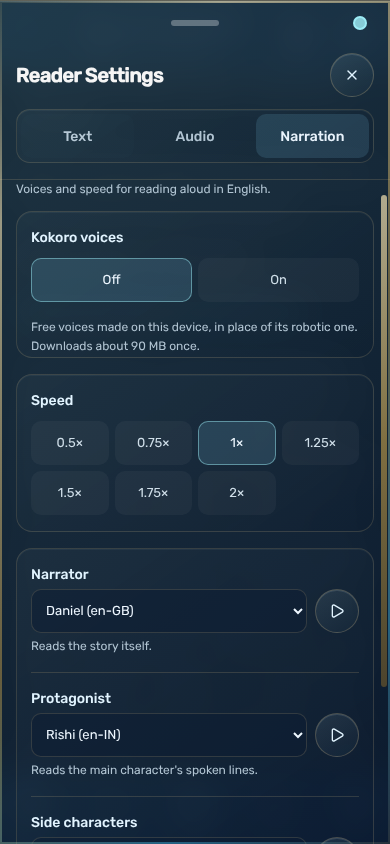 Reader Settings
Text
Audio
Narration
Voices and speed for reading aloud in English.
Kokoro voices
Off
On
Free voices made on this device, in place of its robotic one.
Downloads about 90 MB once.
Speed
0.5×
0.75×
1×
1.25×
1.5×
1.75×
2×
Narrator
Daniel (en-GB)
Reads the story itself.
Protagonist
Rishi (en-IN)
Reads the main character's spoken lines.
Side characters